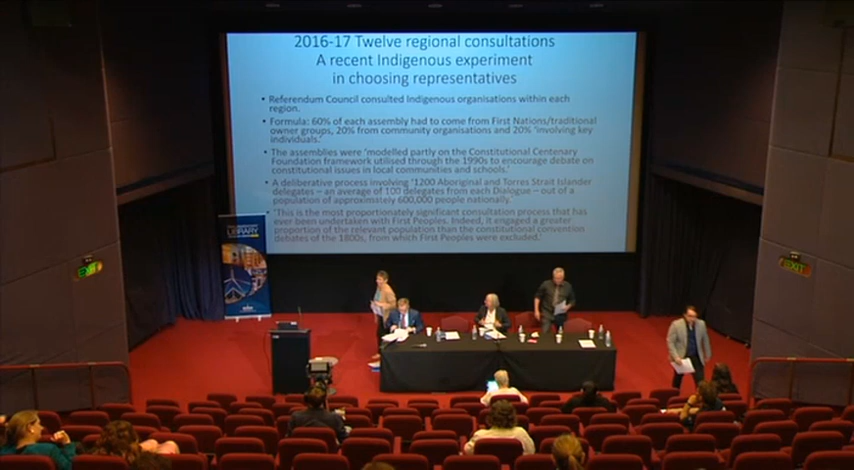 2016-17 Twelve regional consultations
A recent Indigenous experiment
in choosing representatives
• Referendum Council consulted Indigenous organisations within each
region.
• Formula: 60% of each assembly had to come from First Nations/traditional
owner groups, 20% from community organisations and 20% 'involving key
individuals.'
• The assemblies were 'modelled partly on the Constitutional Centenary
Foundation framework utilised through the 1990s to encourage debate on
constitutional issues in local communities and schools.'
• A deliberative process involving '1200 Aboriginal and Torres Strait Islander
delegates – an average of 100 delegates from each Dialogue – out of a
population of approximately 600,000 people nationally.'
• 'This is the most proportionately significant consultation process that has
ever been undertaken with First Peoples. Indeed, it engaged a greater
proportion of the relevant population than the constitutional convention
debates of the 1800s, from which First Peoples were excluded.'
LIBRARY
EXIT
EXIT